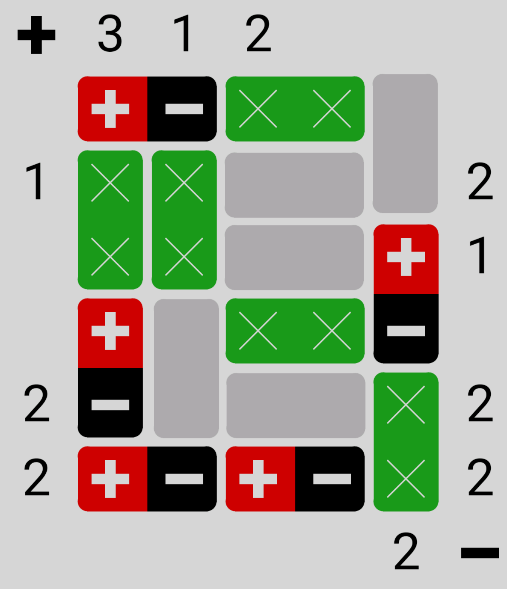 + 3 1 2
+ −
1 2
+ 1
+ −
2 − 2
2 + − + − 2
2 −